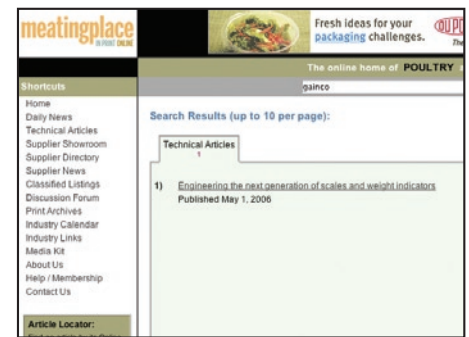 meatingplace
IN PRINT ONLINE
Fresh ideas for your
packaging challenges.
The online home of POULTRY
Shortcuts
gainco
Home
Daily News
Technical Articles
Supplier Showroom
Supplier Directory
Supplier News
Classified Listings
Discussion Forum
Print Archives
Industry Calendar
Industry Links
Media Kit
About Us
Help / Membership
Contact Us
Article Locator:
Search Results (up to 10 per page):
Technical Articles
1
1) Engineering the next generation of scales and weight indicators
Published May 1, 2006